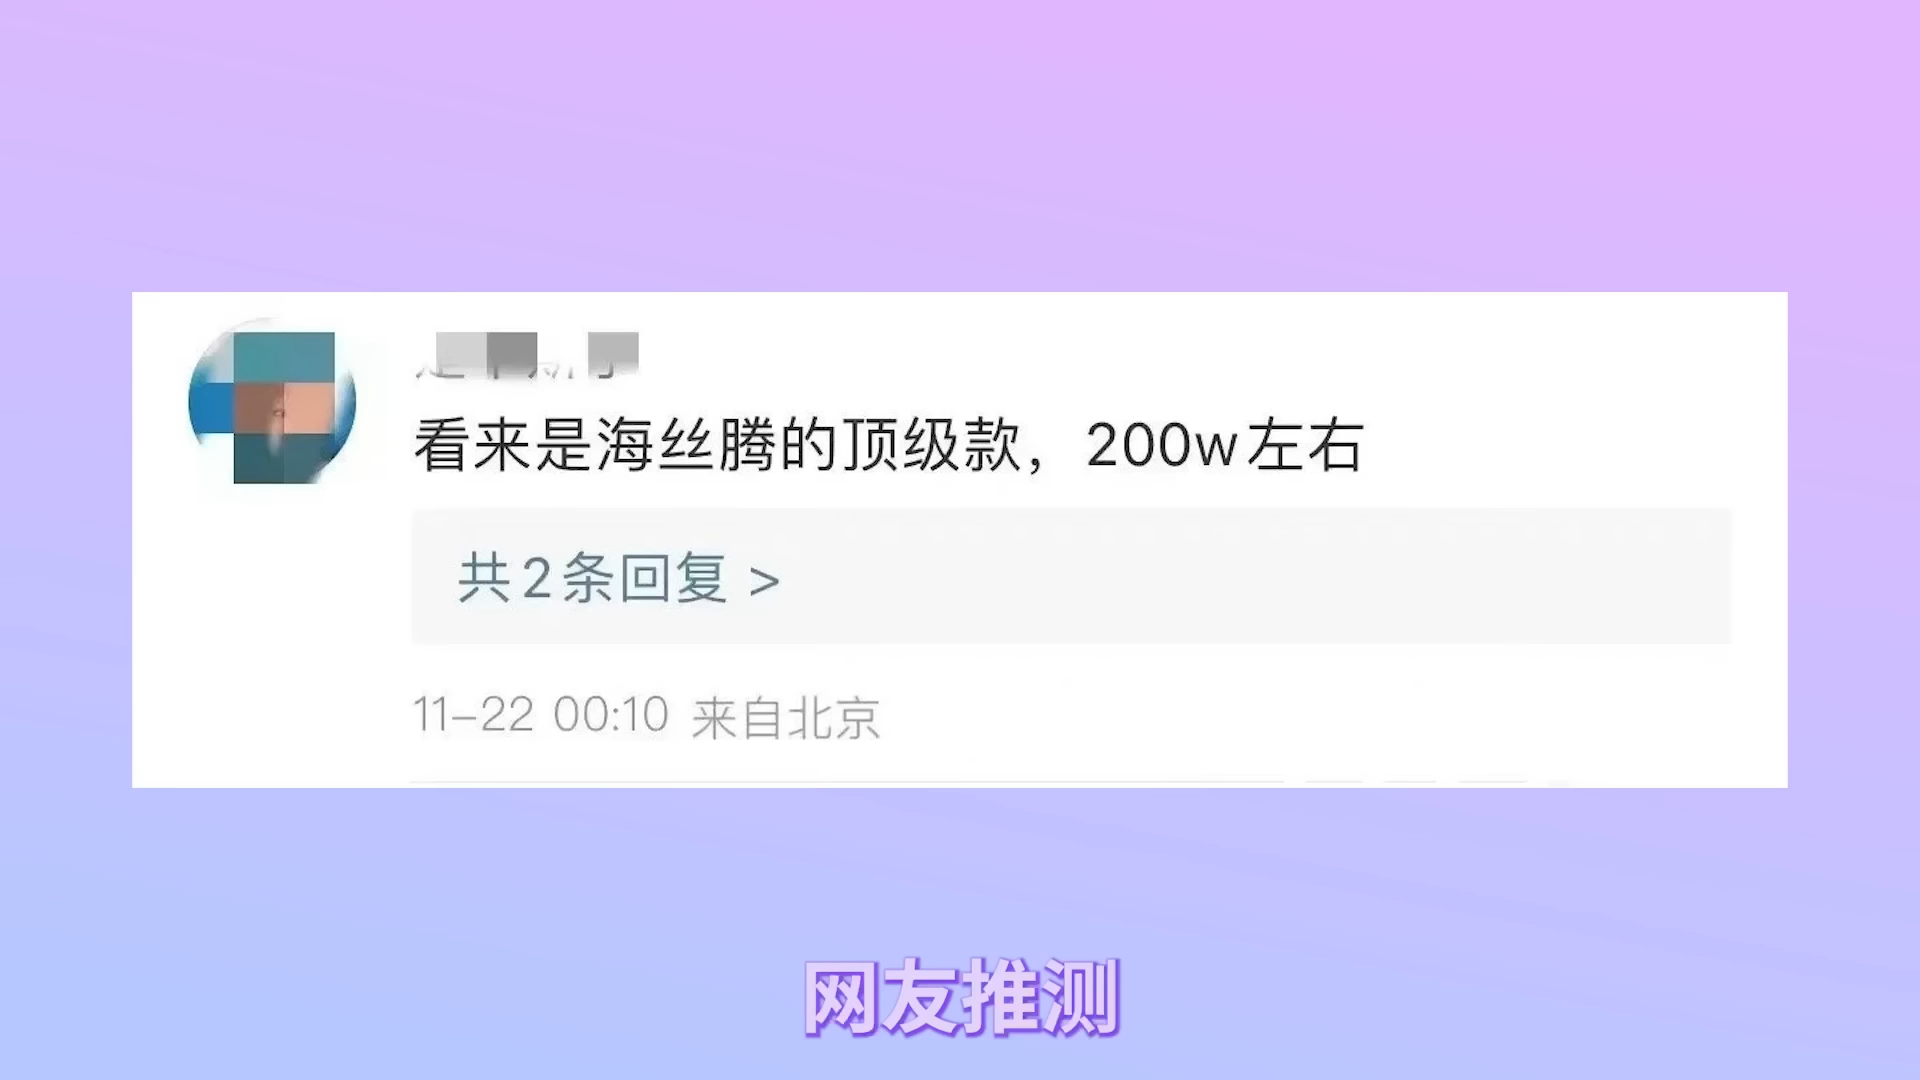 看来是海丝腾的顶级款，200w左右
共2条回复 >
11-22 00:10 来自北京
网友推测